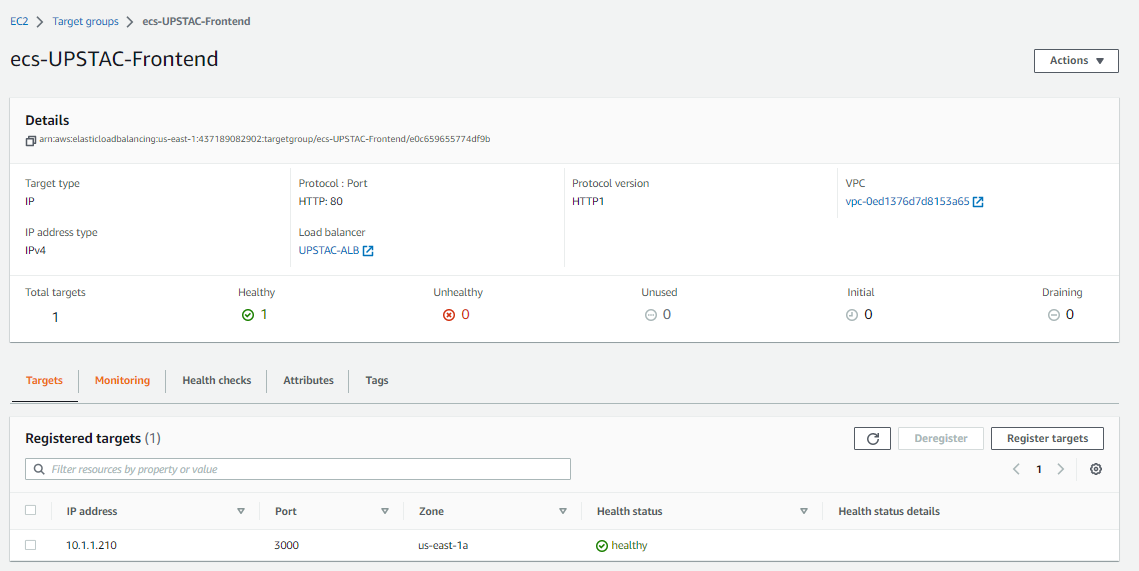 EC2 > Target groups > ecs-UPSTAC-Frontend
ecs-UPSTAC-Frontend
Actions
Details
arn:aws:elasticloadbalancing:us-east-1:437189082902:targetgroup/ecs-UPSTAC-Frontend/e0c659655774df9b
Target type Protocol : Port Protocol version VPC
IP HTTP: 80 HTTP1 vpc-0ed1376d7d8153a65
IP address type Load balancer
IPv4 UPSTAC-ALB
Total targets Healthy Unhealthy Unused Initial Draining
1 1 0 0 0 0
Targets Monitoring Health checks Attributes Tags
Registered targets (1) Deregister Register targets
Filter resources by property or value 1
IP address Port Zone Health status Health status details
10.1.1.210 3000 us-east-1a healthy